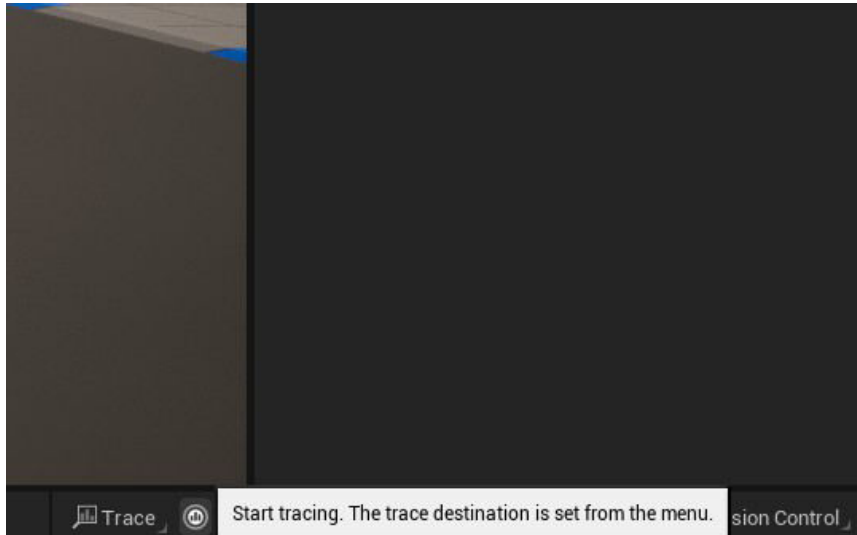 Trace
Start tracing. The trace destination is set from the menu.
sion Control